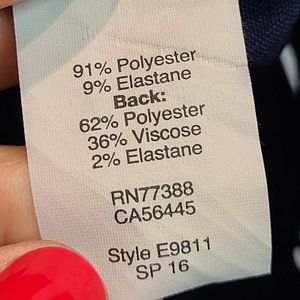 91% Polyester
9% Elastane
Back:
62% Polyester
36% Viscose
2% Elastane
RN77388
CA56445
Style E9811
SP 16